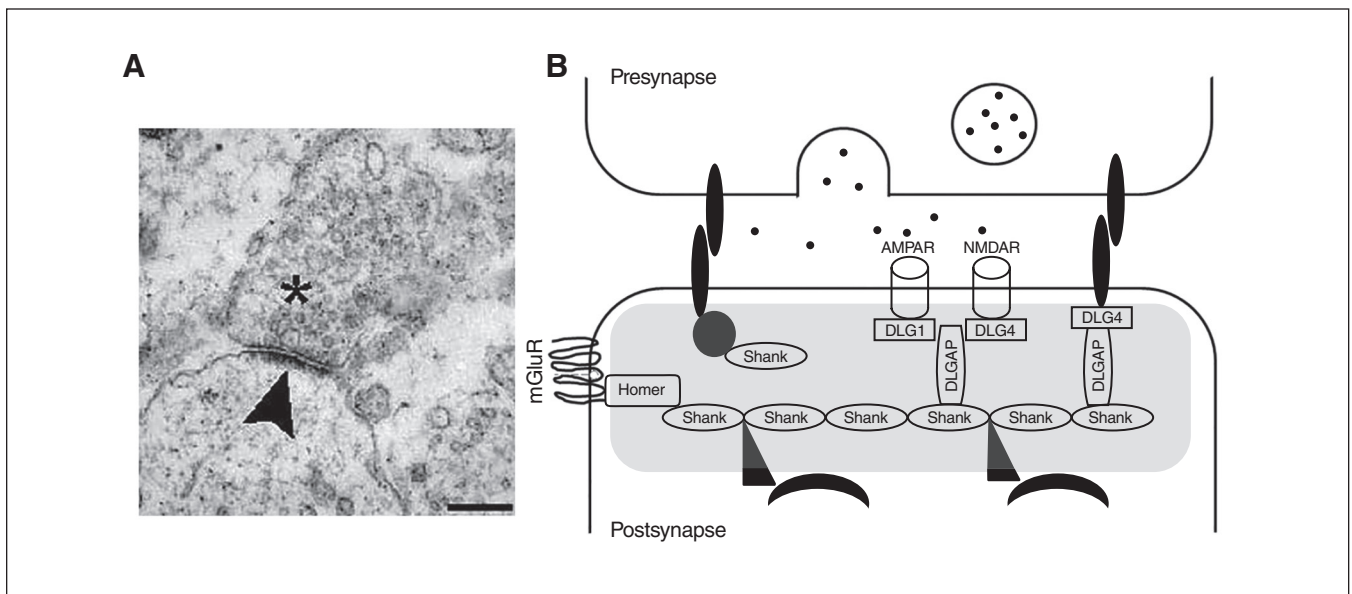 A
B
Presynapse
AMPAR
NMDAR
DLG1
DLG4
DLG4
DLGAP
DLGAP
Shank
mGluR
Homer
Shank
Shank
Shank
Shank
Shank
Shank
Postsynapse